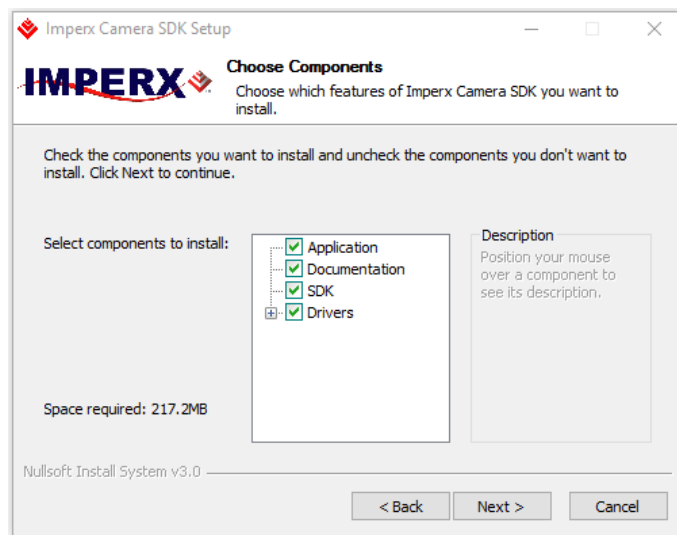 Imperx Camera SDK Setup
IMPERX
Choose Components
Choose which features of Imperx Camera SDK you want to
install.
Check the components you want to install and uncheck the components you don't want to
install. Click Next to continue.
Select components to install:
Application
Documentation
SDK
Drivers
Description
Position your mouse
over a component to
see its description.
Space required: 217.2MB
Nullsoft Install System v3.0
< Back
Next >
Cancel